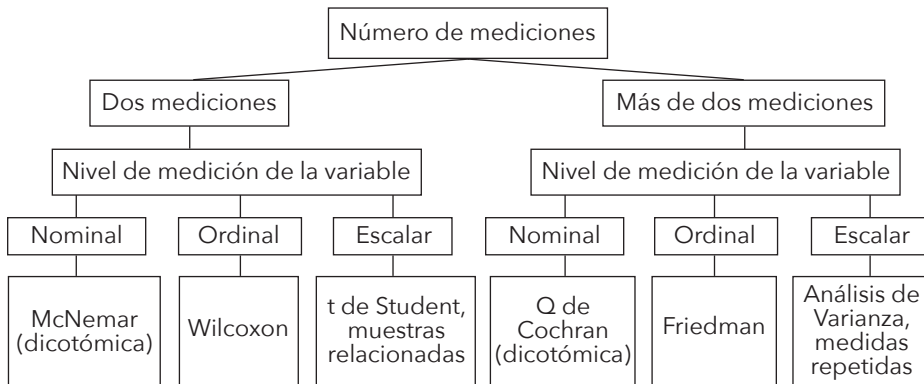 Número de mediciones
Dos mediciones
Más de dos mediciones
Nivel de medición de la variable
Nivel de medición de la variable
Nominal
Ordinal
Escalar
Nominal
Ordinal
Escalar
McNemar
(dicotómica)
Wilcoxon
t de Student,
muestras
relacionadas
Q de
Cochran
(dicotómica)
Friedman
Análisis de
Varianza,
medidas
repetidas